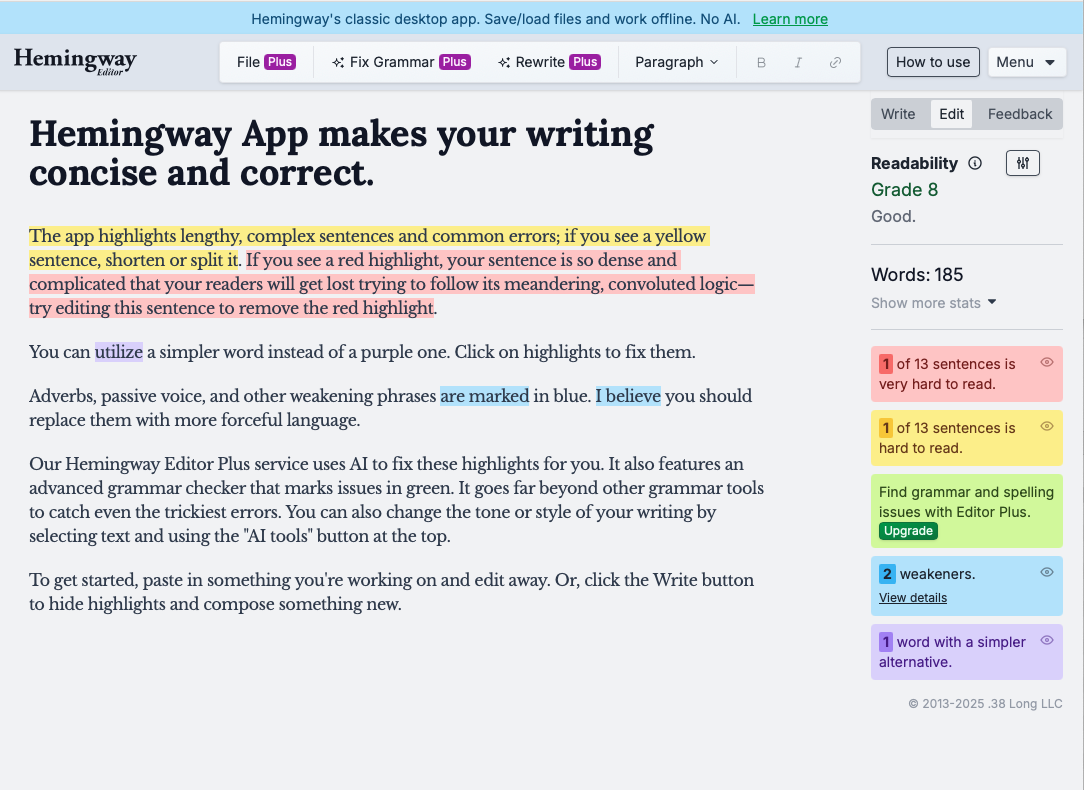 Hemingway's classic desktop app. Save/load files and work offline. No AI. Learn more
Hemingway
Editor
File Plus
Fix Grammar Plus
Rewrite Plus
Paragraph
B
I
How to use
Menu
Hemingway App makes your writing
concise and correct.
The app highlights lengthy, complex sentences and common errors; if you see a yellow
sentence, shorten or split it. If you see a red highlight, your sentence is so dense and
complicated that your readers will get lost trying to follow its meandering, convoluted logic—
try editing this sentence to remove the red highlight.
You can utilize a simpler word instead of a purple one. Click on highlights to fix them.
Adverbs, passive voice, and other weakening phrases are marked in blue. I believe you should
replace them with more forceful language.
Our Hemingway Editor Plus service uses AI to fix these highlights for you. It also features an
advanced grammar checker that marks issues in green. It goes far beyond other grammar tools
to catch even the trickiest errors. You can also change the tone or style of your writing by
selecting text and using the "AI tools" button at the top.
To get started, paste in something you're working on and edit away. Or, click the Write button
to hide highlights and compose something new.
Write Edit Feedback
Readability
Grade 8
Good.
Words: 185
Show more stats
1 of 13 sentences is
very hard to read.
1 of 13 sentences is
hard to read.
Find grammar and spelling
issues with Editor Plus.
Upgrade
2 weakeners.
View details
1 word with a simpler
alternative.
© 2013-2025 .38 Long LLC